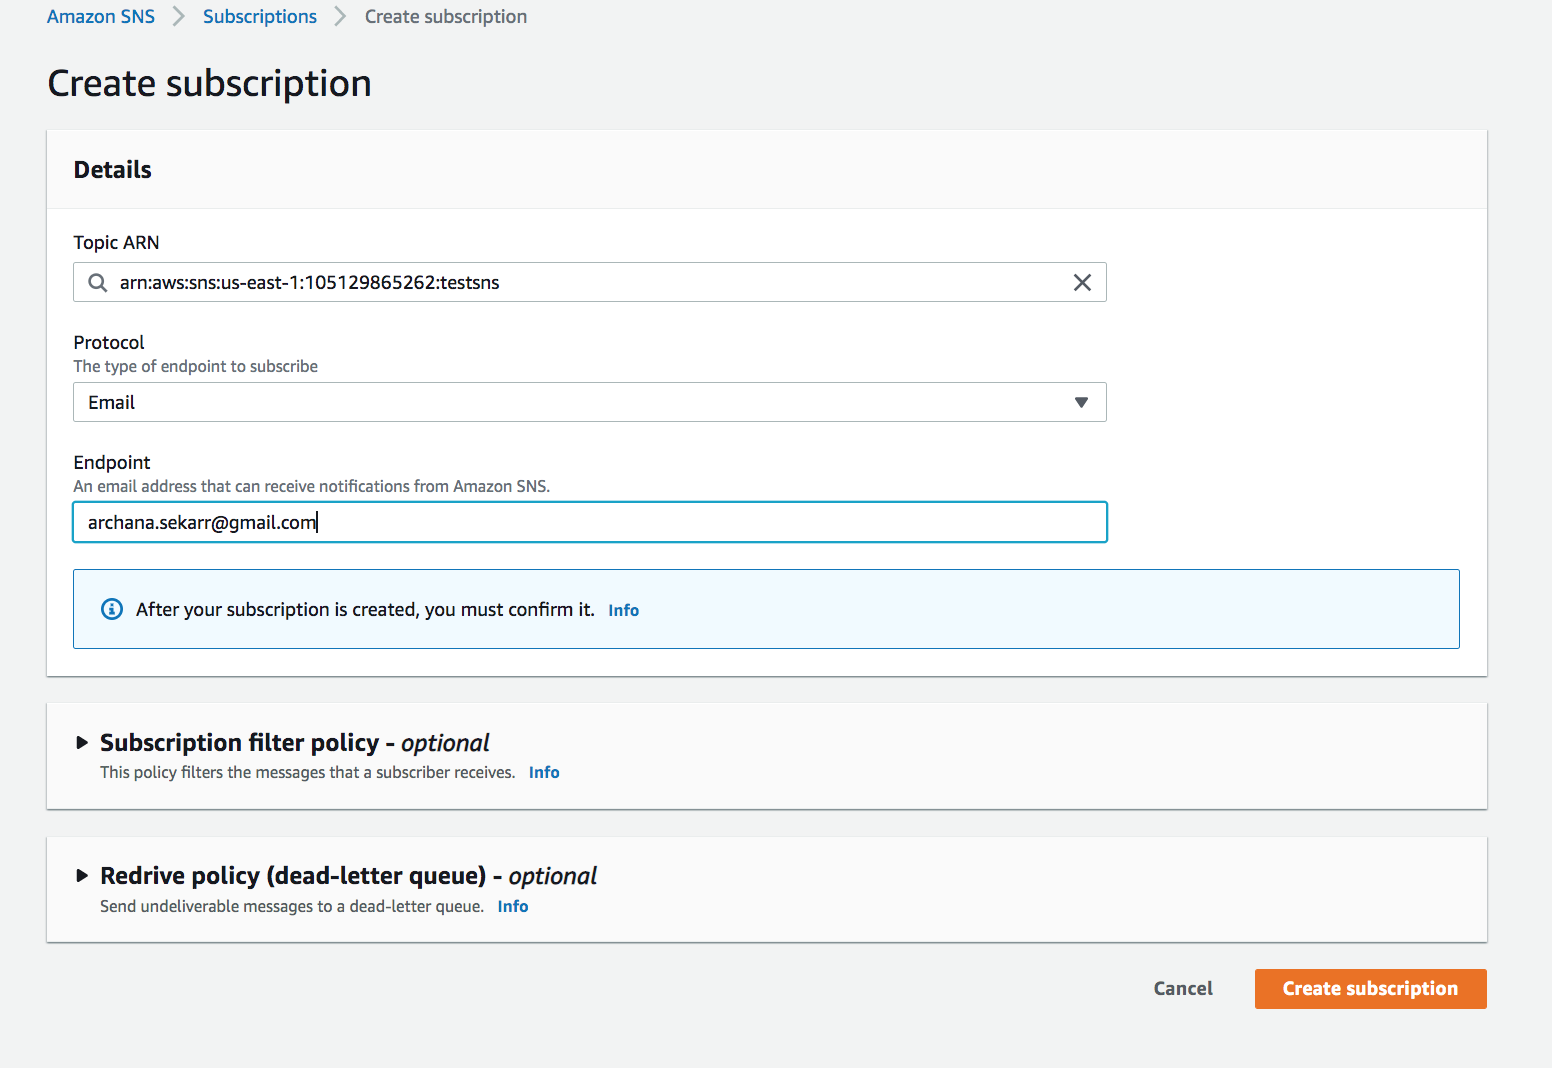 Amazon SNS > Subscriptions > Create subscription
Create subscription
Details
Topic ARN
arn:aws:sns:us-east-1:105129865262:testsns
Protocol
The type of endpoint to subscribe
Email
Endpoint
An email address that can receive notifications from Amazon SNS.
archana.sekarr@gmail.com
After your subscription is created, you must confirm it. Info
Subscription filter policy - optional
This policy filters the messages that a subscriber receives. Info
Redrive policy (dead-letter queue) - optional
Send undeliverable messages to a dead-letter queue. Info
Cancel Create subscription